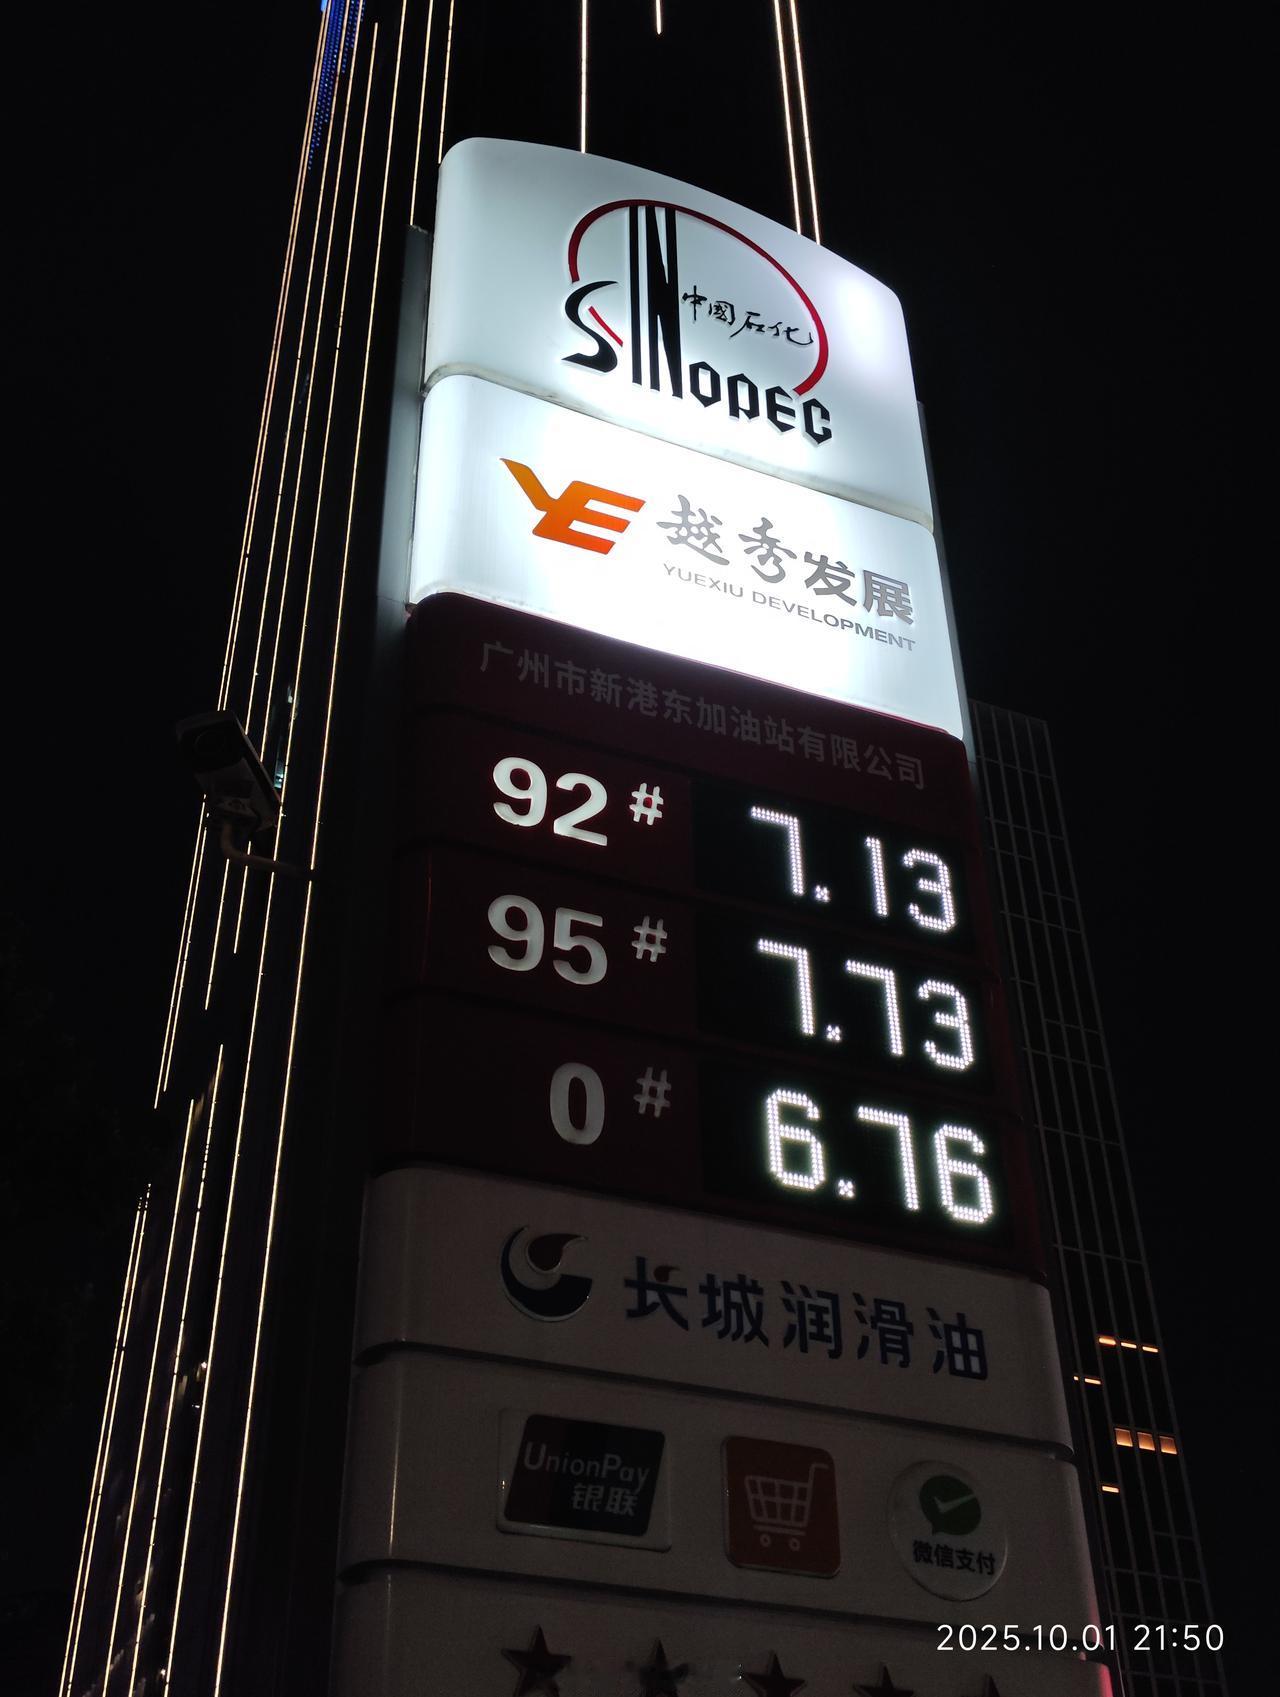 中国石化
SINOPEC
YE 越秀发展
YUEXIU DEVELOPMENT
广州市新港东加油站有限公司
92# 7.13
95# 7.73
0# 6.76
长城润滑油
UnionPay
银联
微信支付
2025.10.01 21:50